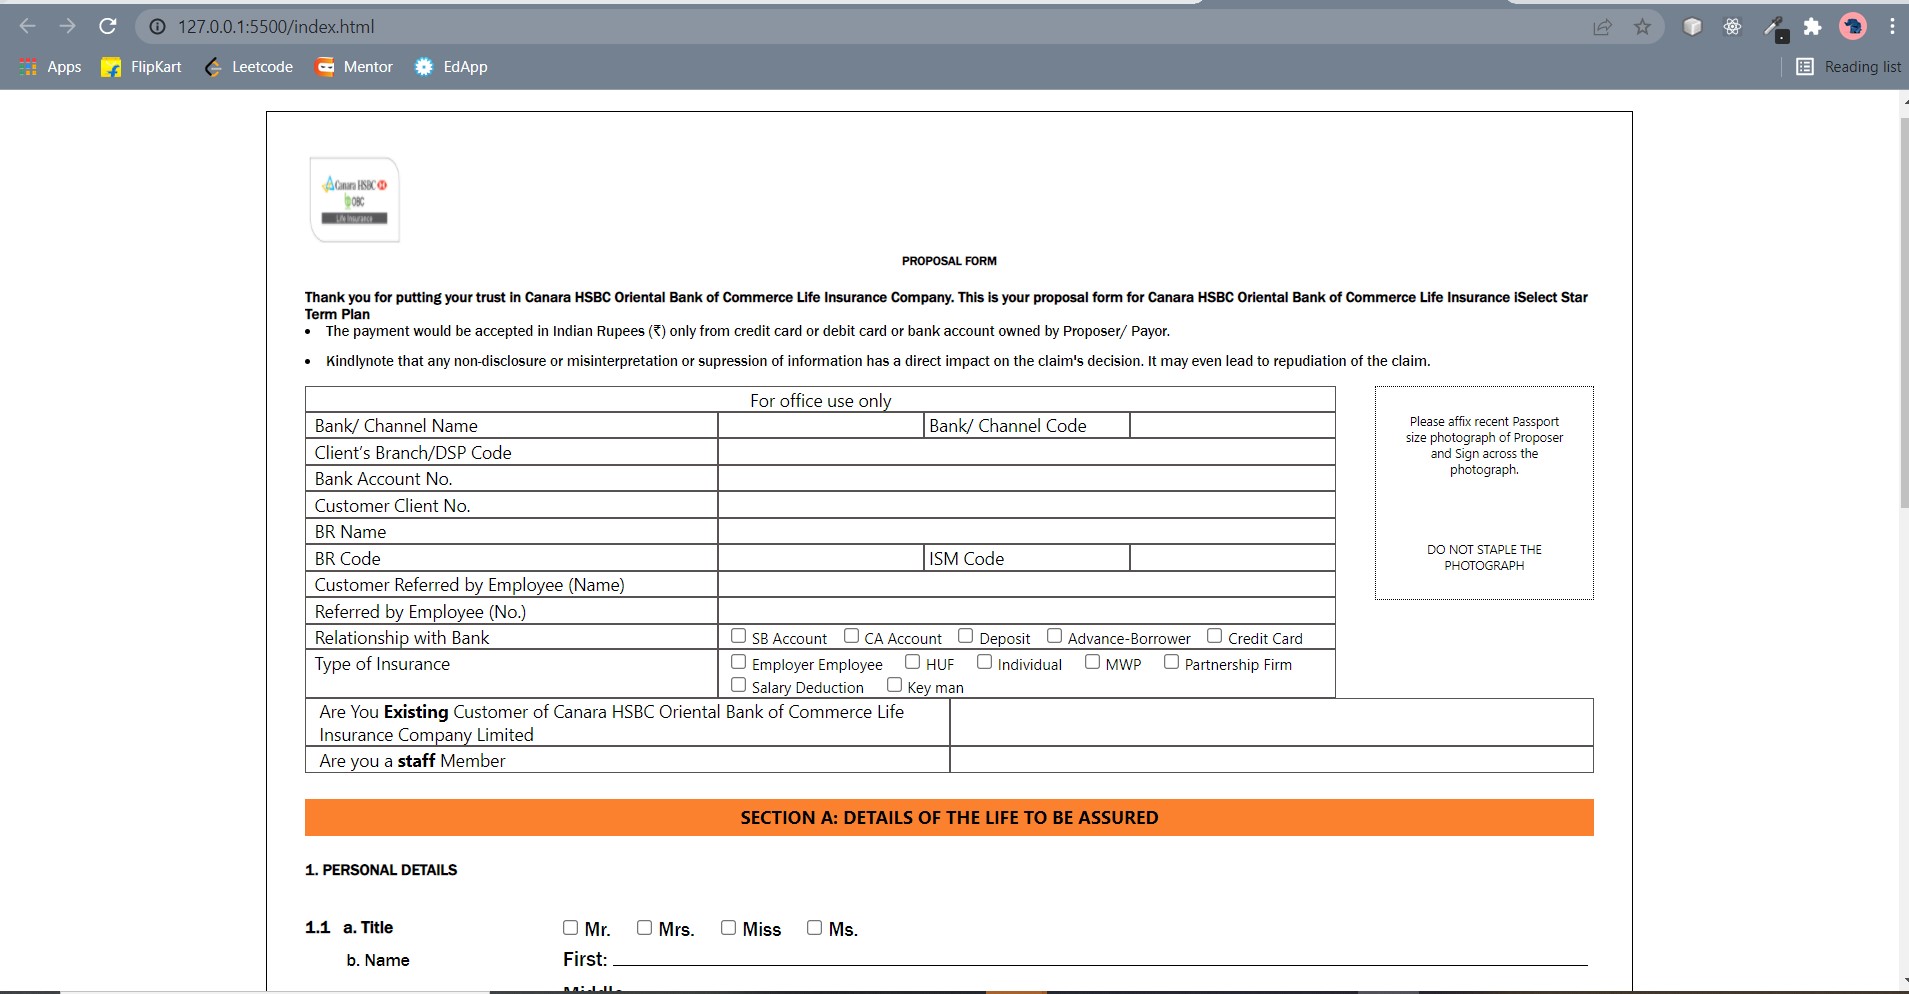 127.0.0.1:5500/index.html
Apps FlipKart Leetcode Mentor EdApp Reading list
Canara HSBC
OBC
Life Insurance
PROPOSAL FORM
Thank you for putting your trust in Canara HSBC Oriental Bank of Commerce Life Insurance Company. This is your proposal form for Canara HSBC Oriental Bank of Commerce Life Insurance iSelect Star
Term Plan
• The payment would be accepted in Indian Rupees (₹) only from credit card or debit card or bank account owned by Proposer/ Payor.
• Kindlynote that any non-disclosure or misinterpretation or supression of information has a direct impact on the claim's decision. It may even lead to repudiation of the claim.
For office use only
Bank/ Channel Name Bank/ Channel Code
Client's Branch/DSP Code
Bank Account No.
Customer Client No.
BR Name
BR Code ISM Code
Customer Referred by Employee (Name)
Referred by Employee (No.)
Relationship with Bank SB Account CA Account Deposit Advance-Borrower Credit Card
Type of Insurance Employer Employee HUF Individual MWP Partnership Firm
Salary Deduction Key man
Please affix recent Passport
size photograph of Proposer
and Sign across the
photograph.
DO NOT STAPLE THE
PHOTOGRAPH
Are You Existing Customer of Canara HSBC Oriental Bank of Commerce Life
Insurance Company Limited
Are you a staff Member
SECTION A: DETAILS OF THE LIFE TO BE ASSURED
1. PERSONAL DETAILS
1.1 a. Title Mr. Mrs. Miss Ms.
b. Name First: